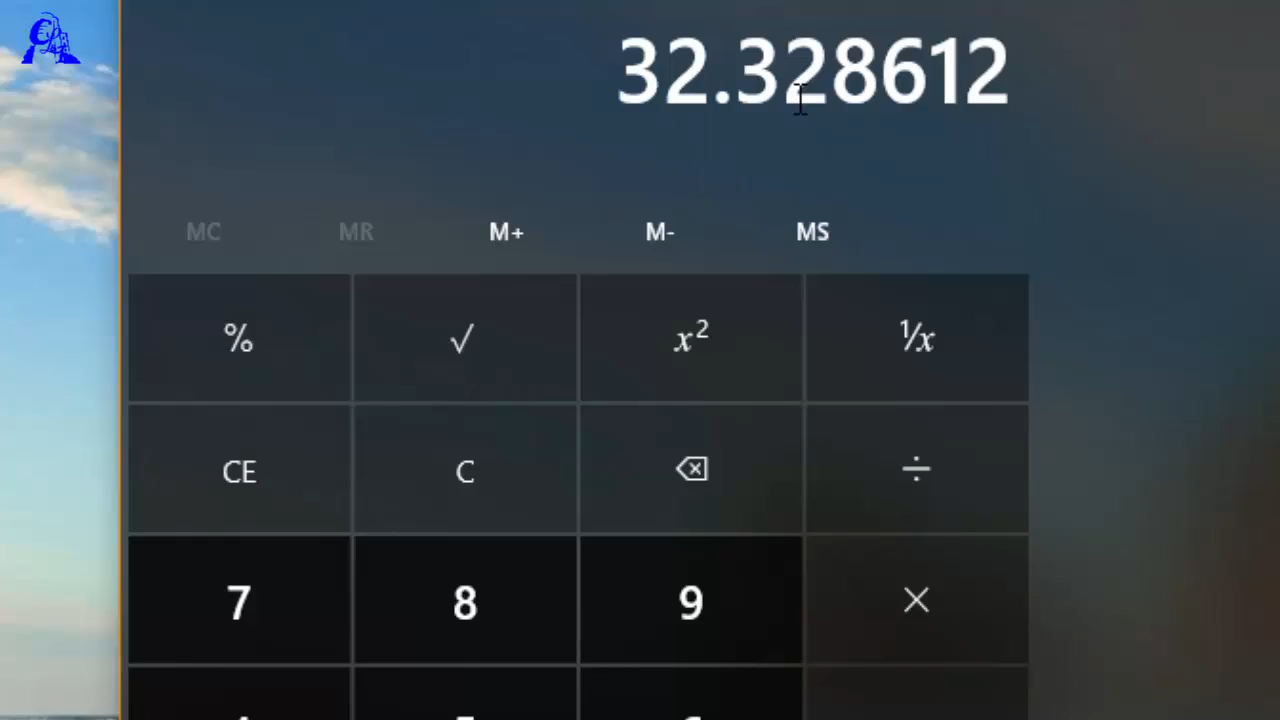 32.328612
MC MR M+ M- MS
% √ x² ⅟x
CE C ÷
7 8 9 ×